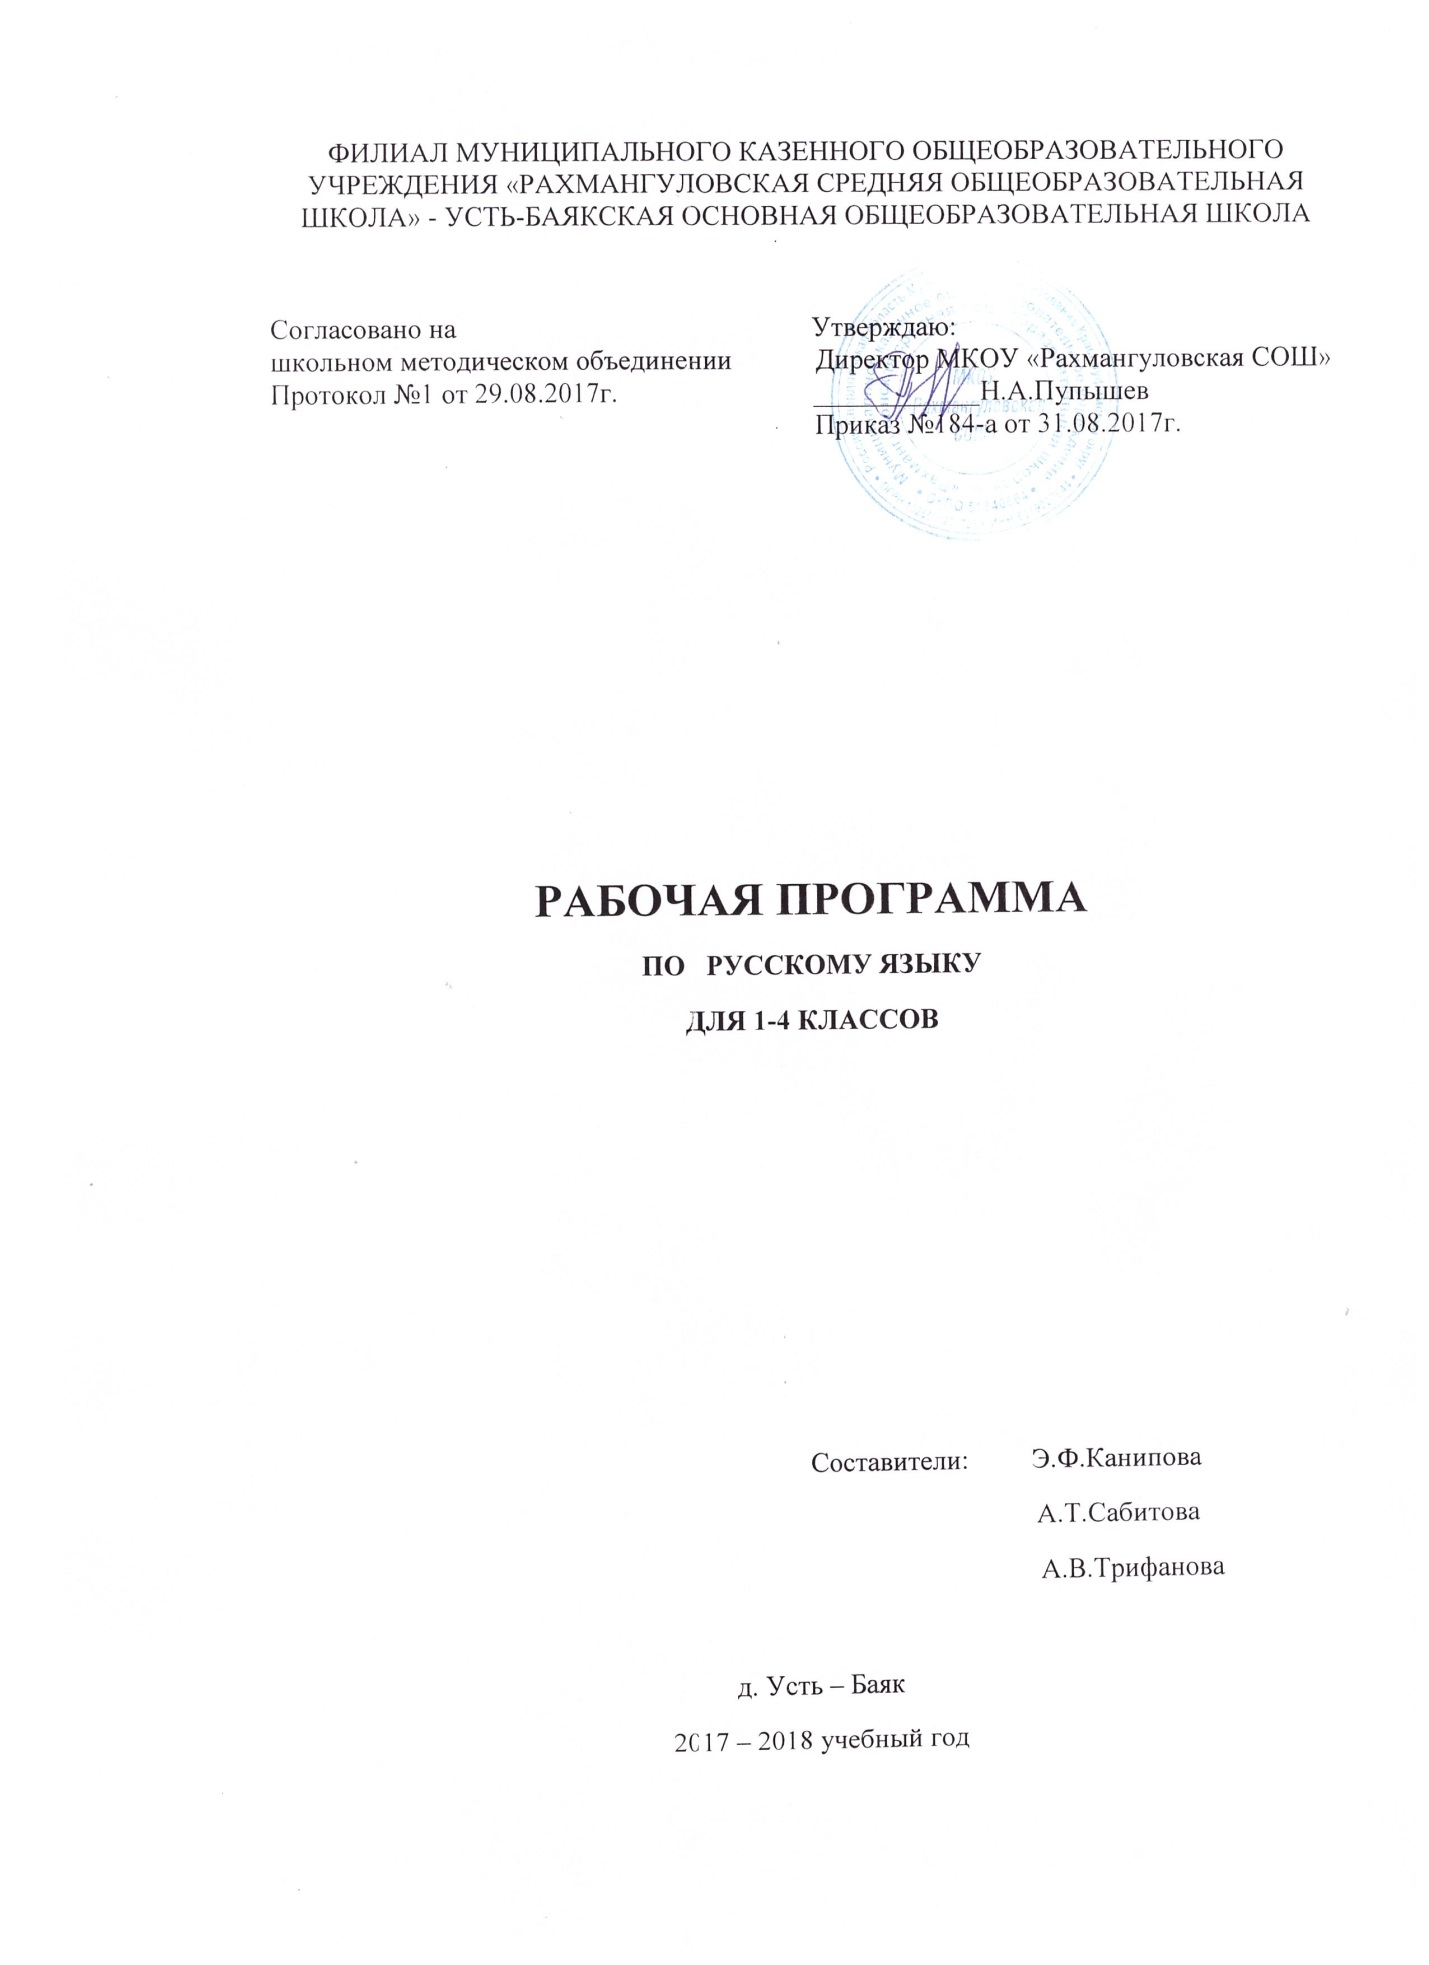 ФИЛИАЛ МУНИЦИПАЛЬНОГО КАЗЕННОГО ОБЩЕОБРАЗОВАТЕЛЬНОГО
УЧРЕЖДЕНИЯ «РАХМАНГУЛОВСКАЯ СРЕДНЯЯ ОБЩЕОБРАЗОВАТЕЛЬНАЯ
ШКОЛА» - УСТЬ-БАЯКСКАЯ ОСНОВНАЯ ОБЩЕОБРАЗОВАТЕЛЬНАЯ ШКОЛА
Согласовано на
школьном методическом объединении
Протокол №1 от 29.08.2017г.
Утверждаю:
Директор МКОУ «Рахмангуловская СОШ»
____________Н.А.Пупышев
Приказ №184-а от 31.08.2017г.
РАБОЧАЯ ПРОГРАММА
ПО РУССКОМУ ЯЗЫКУ
ДЛЯ 1-4 КЛАССОВ
Составители: Э.Ф.Канипова
А.Т.Сабитова
А.В.Трифанова
д. Усть – Баяк
2017 – 2018 учебный год